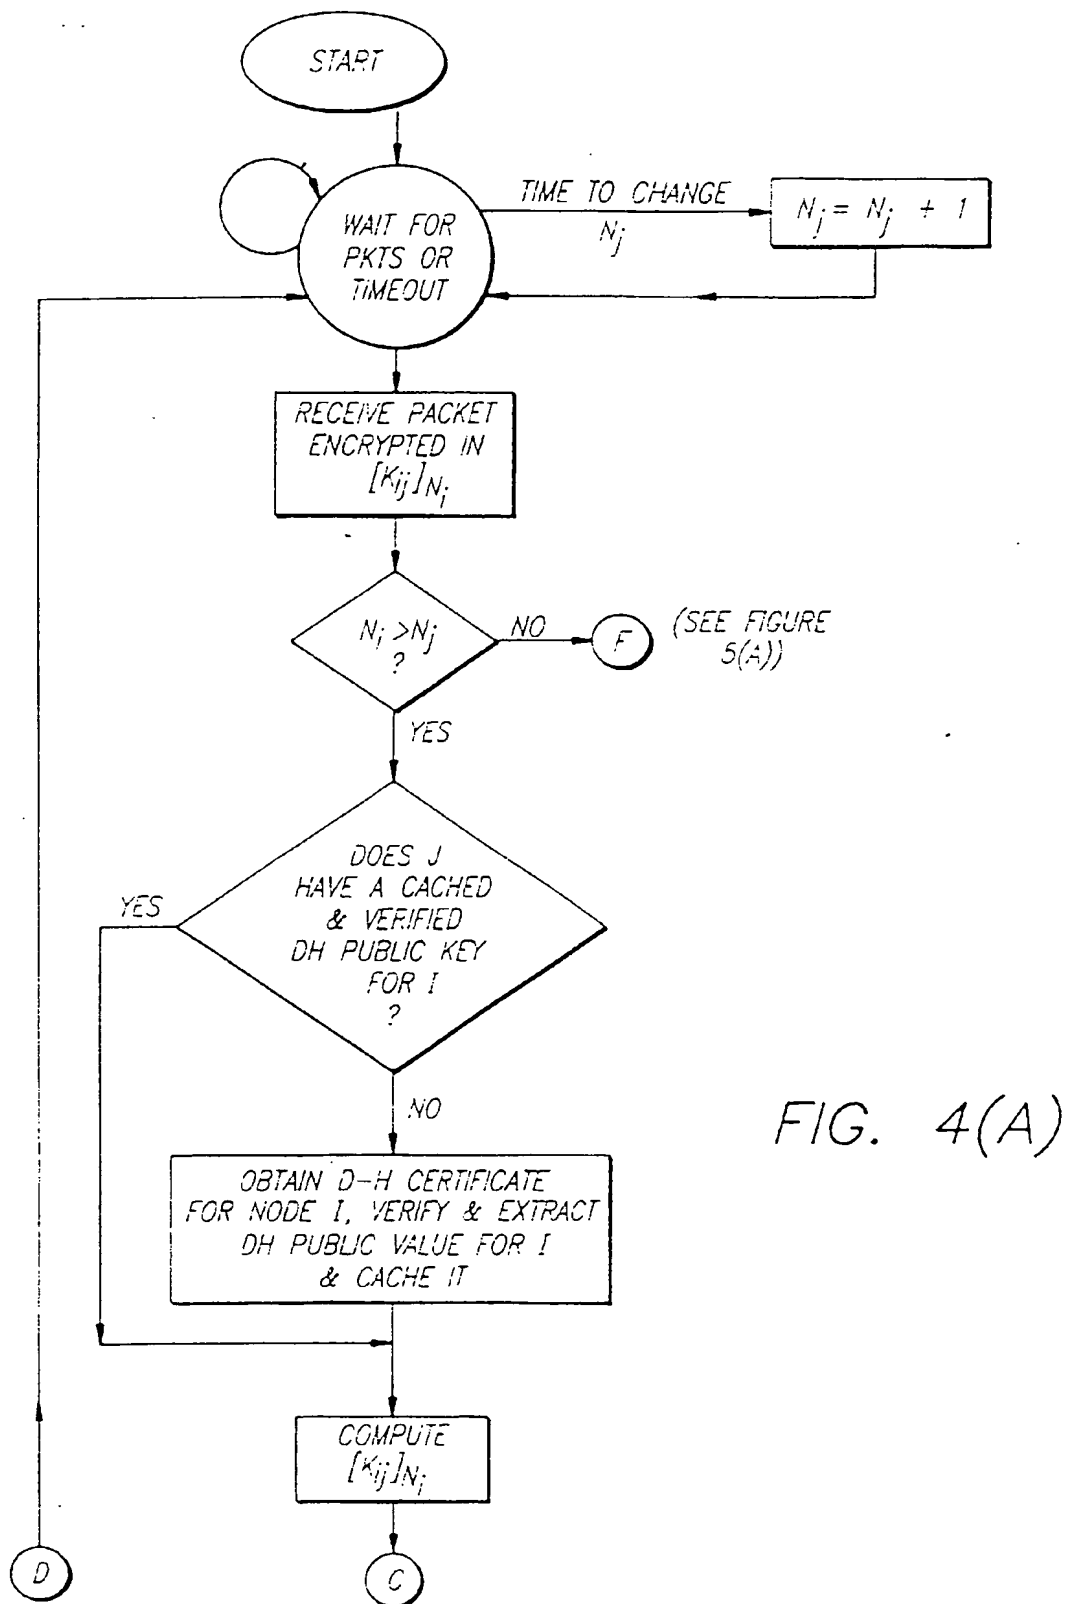 START
TIME TO CHANGE
N_j
N_j = N_j + 1
WAIT FOR
PKTS OR
TIMEOUT
RECEIVE PACKET
ENCRYPTED IN
[K_ij]_N_i
N_i > N_j
?
NO
F
(SEE FIGURE
5(A))
YES
DOES J
HAVE A CACHED
& VERIFIED
DH PUBLIC KEY
FOR I
?
YES
NO
FIG. 4(A)
OBTAIN D-H CERTIFICATE
FOR NODE I, VERIFY & EXTRACT
DH PUBLIC VALUE FOR I
& CACHE IT
COMPUTE
[K_ij]_N_i
D
C